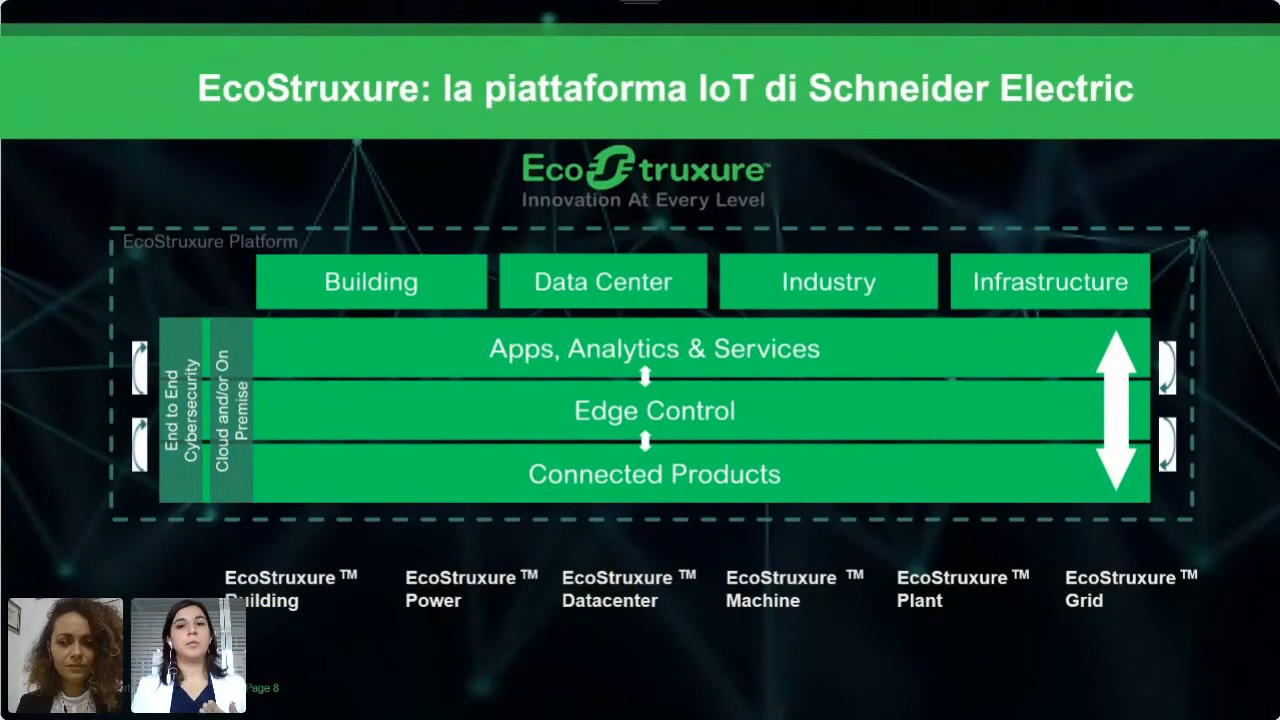 EcoStruxure: la piattaforma IoT di Schneider Electric
EcoStruxure™
Innovation At Every Level
EcoStruxure Platform
Building
Data Center
Industry
Infrastructure
End to End
Cybersecurity
Cloud and/or On
Premise
Apps, Analytics & Services
Edge Control
Connected Products
EcoStruxure TM
Building
EcoStruxure TM
Power
EcoStruxure TM
Datacenter
EcoStruxure TM
Machine
EcoStruxure TM
Plant
EcoStruxure TM
Grid
Page 8